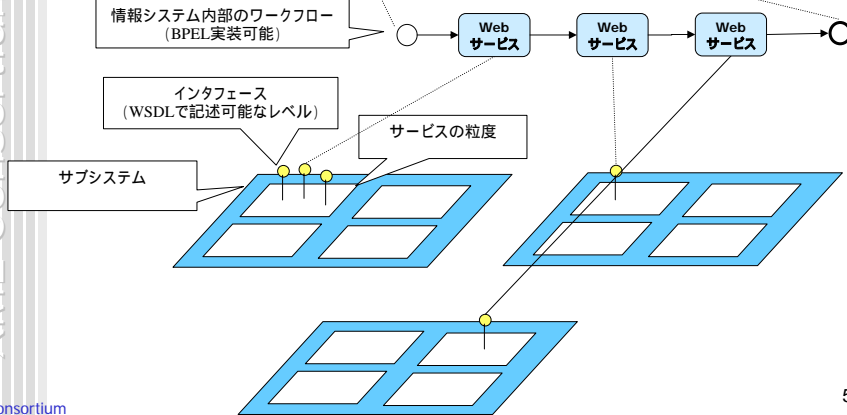 情報システム内部のワークフロー
(BPEL実装可能)
Web
サービス
Web
サービス
Web
サービス
インタフェース
(WSDLで記述可能なレベル)
サービスの粒度
サブシステム
5